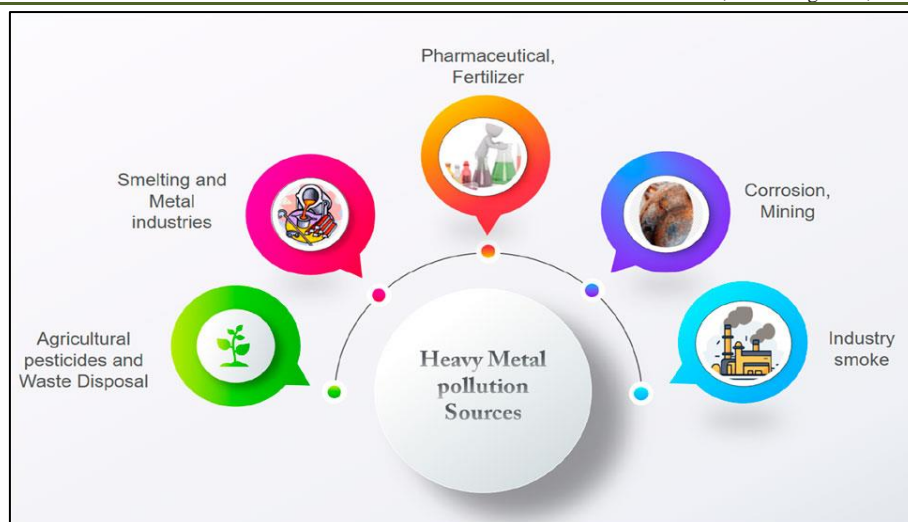 Pharmaceutical,
Fertilizer
Smelting and
Metal
industries
Corrosion,
Mining
Agricultural
pesticides and
Waste Disposal
Industry
smoke
Heavy Metal
pollution
Sources